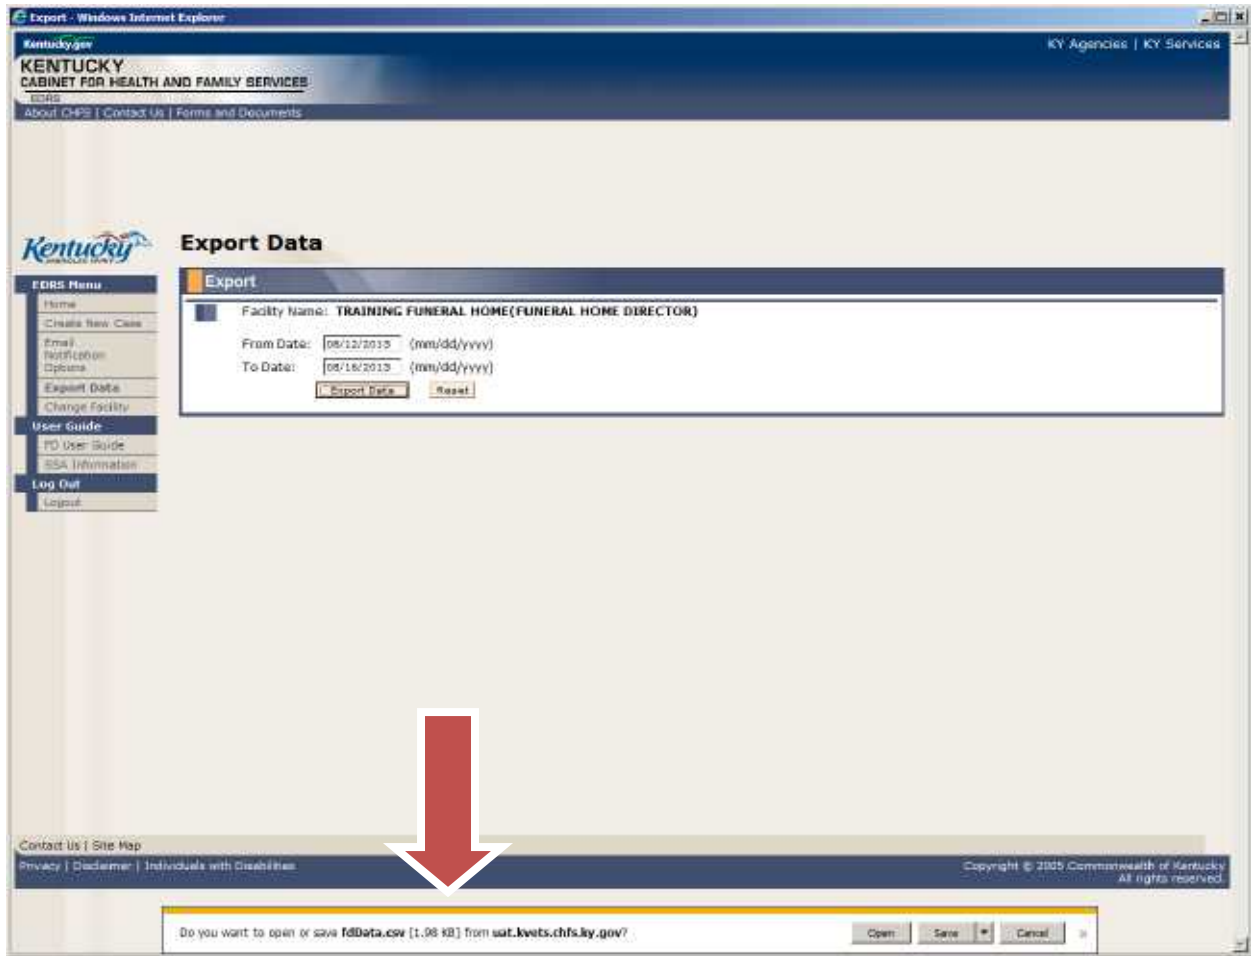 Export - Windows Internet Explorer
Kentucky.gov
KY Agencies | KY Services
KENTUCKY
CABINET FOR HEALTH AND FAMILY SERVICES
EDRS
About CHFS | Contact Us | Forms and Documents
Kentucky
Export Data
EDRS Menu
Home
Create New Case
Email
Notification
Options
Export Data
Change Facility
User Guide
FD User Guide
SSA Information
Log Out
Logout
Export
Facility Name: TRAINING FUNERAL HOME(FUNERAL HOME DIRECTOR)
From Date: 08/12/2013 (mm/dd/yyyy)
To Date: 08/16/2013 (mm/dd/yyyy)
Export Data Reset
Contact Us | Site Map
Privacy | Disclaimer | Individuals with Disabilities
Copyright © 2005 Commonwealth of Kentucky
All rights reserved.
Do you want to open or save fdData.csv [1.98 KB] from uat.kvets.chfs.ky.gov?
Open Save Cancel